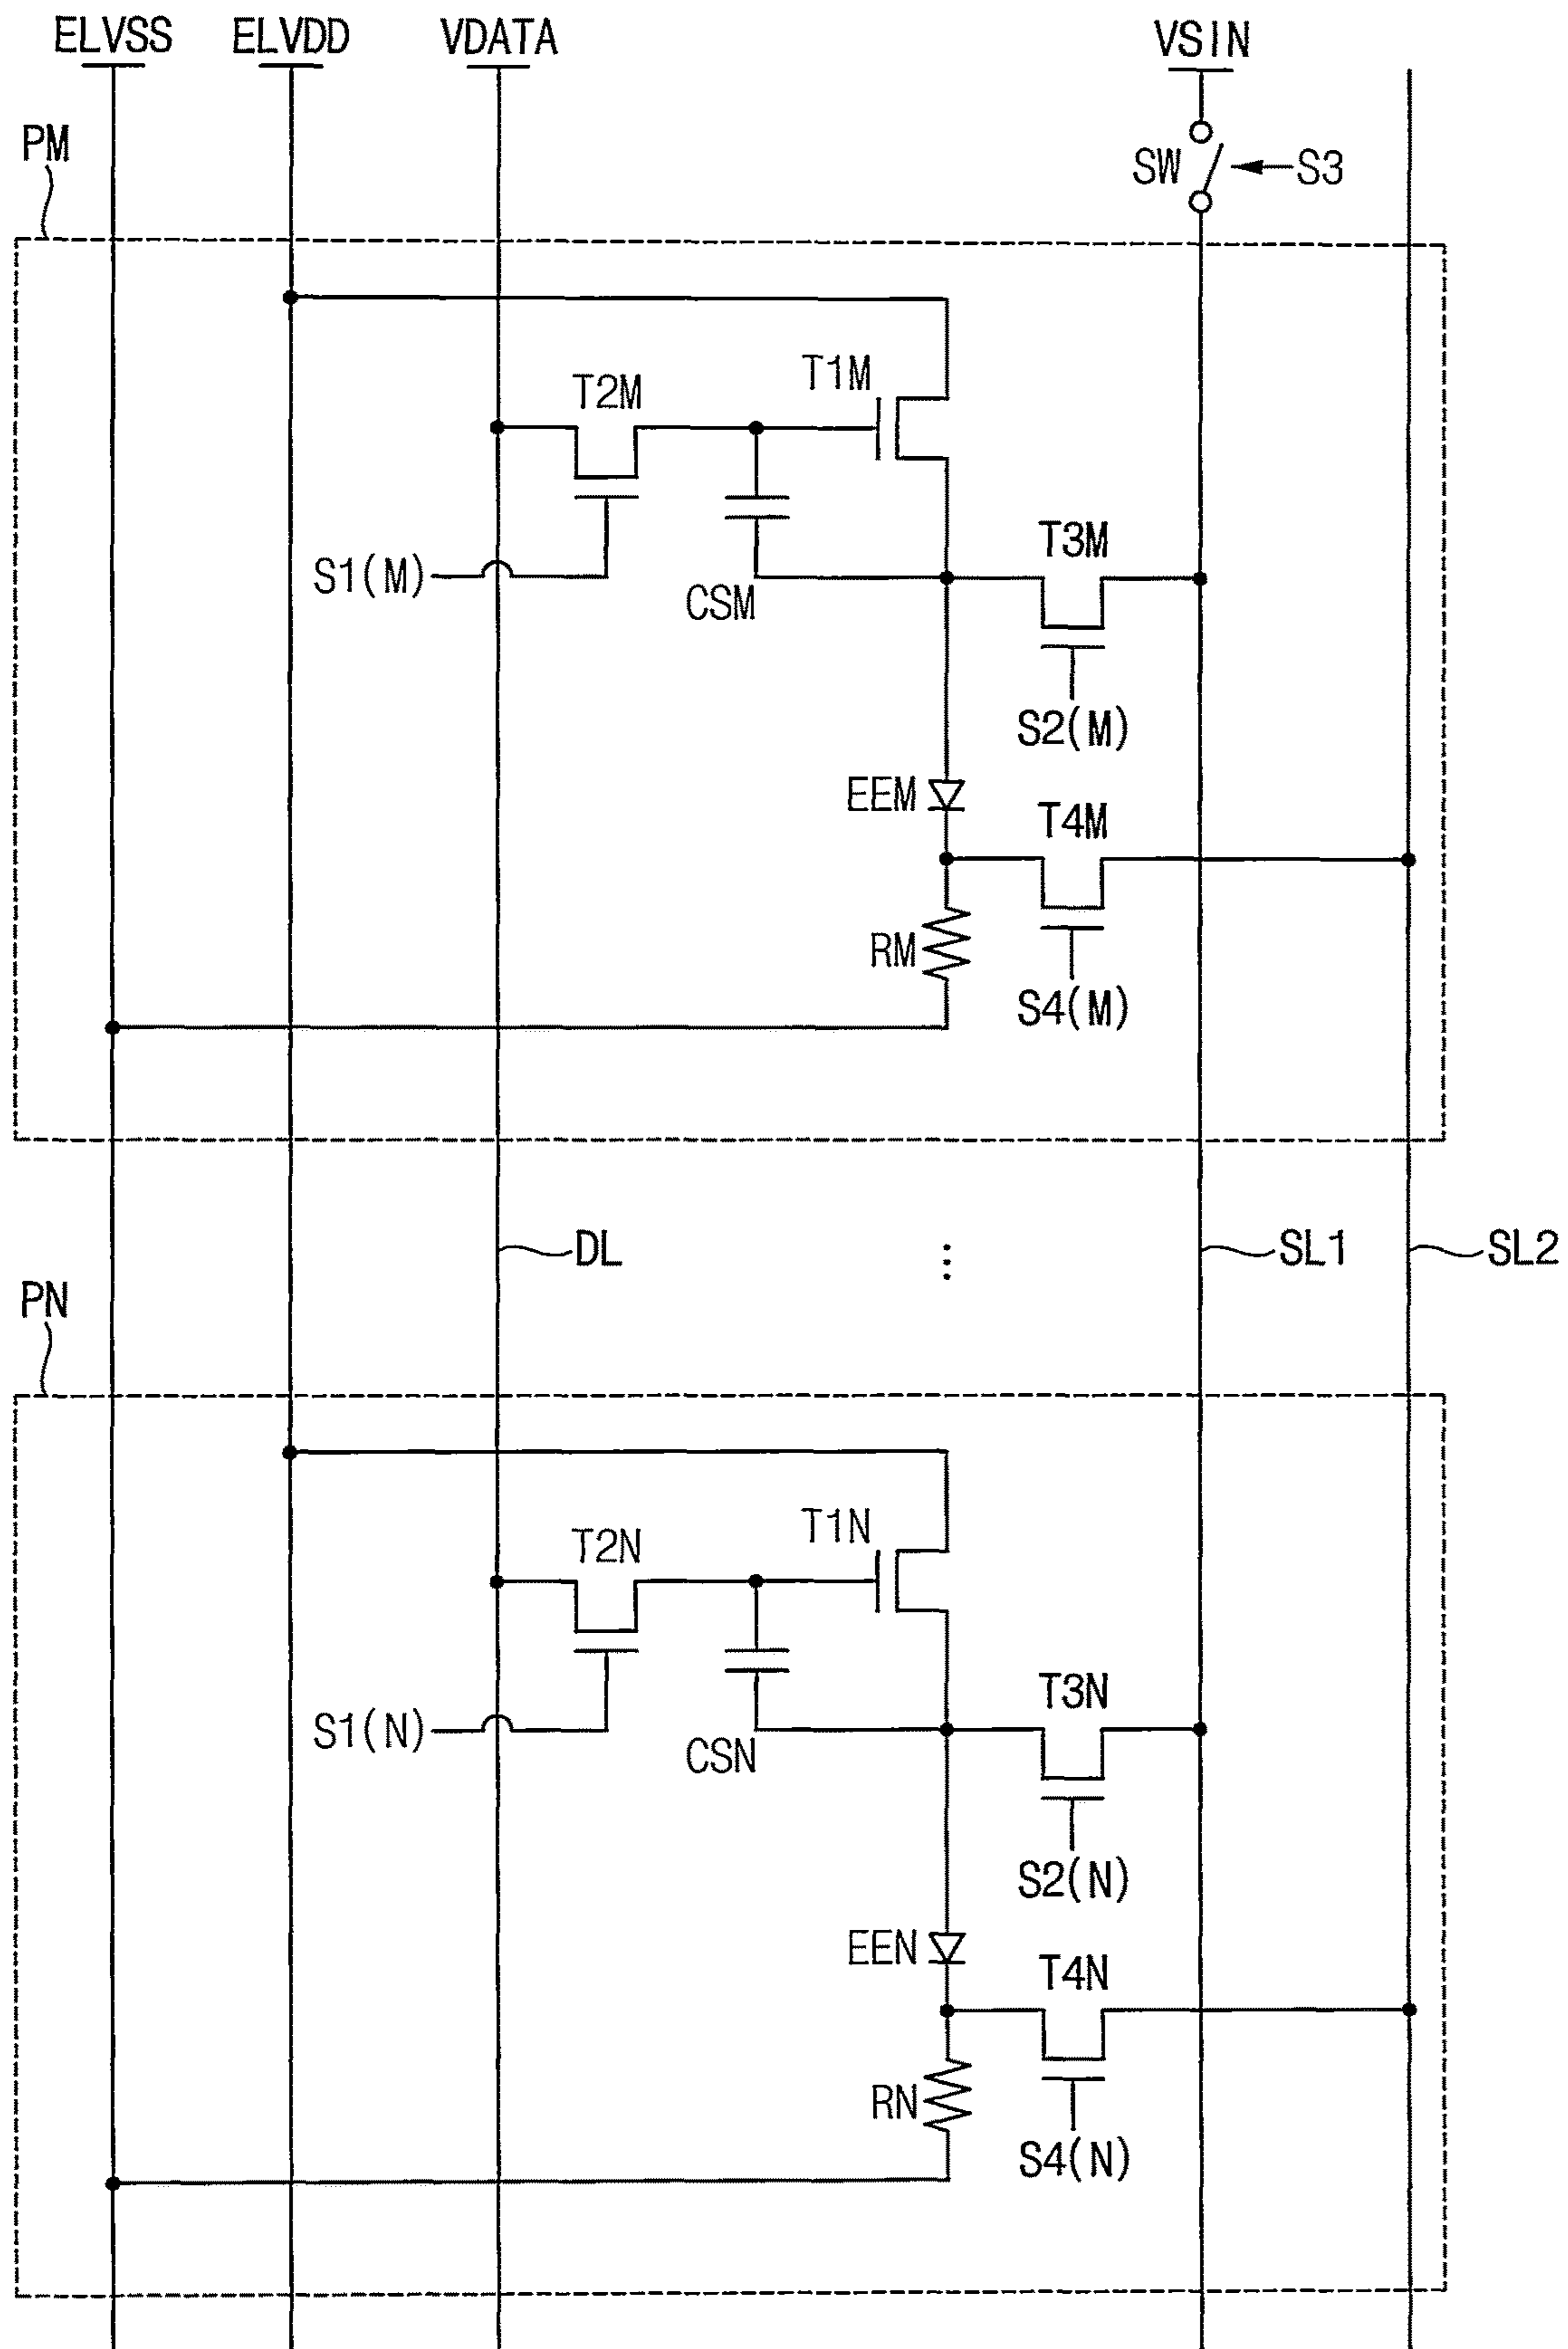 ELVSS ELVDD VDATA VSIN
PM
SW S3
T1M
T2M
T3M
S1(M)
CSM
S2(M)
EEM
T4M
RM
S4(M)
DL SL1 SL2
PN
T1N
T2N
T3N
S1(N)
CSN
S2(N)
EEN
T4N
RN
S4(N)